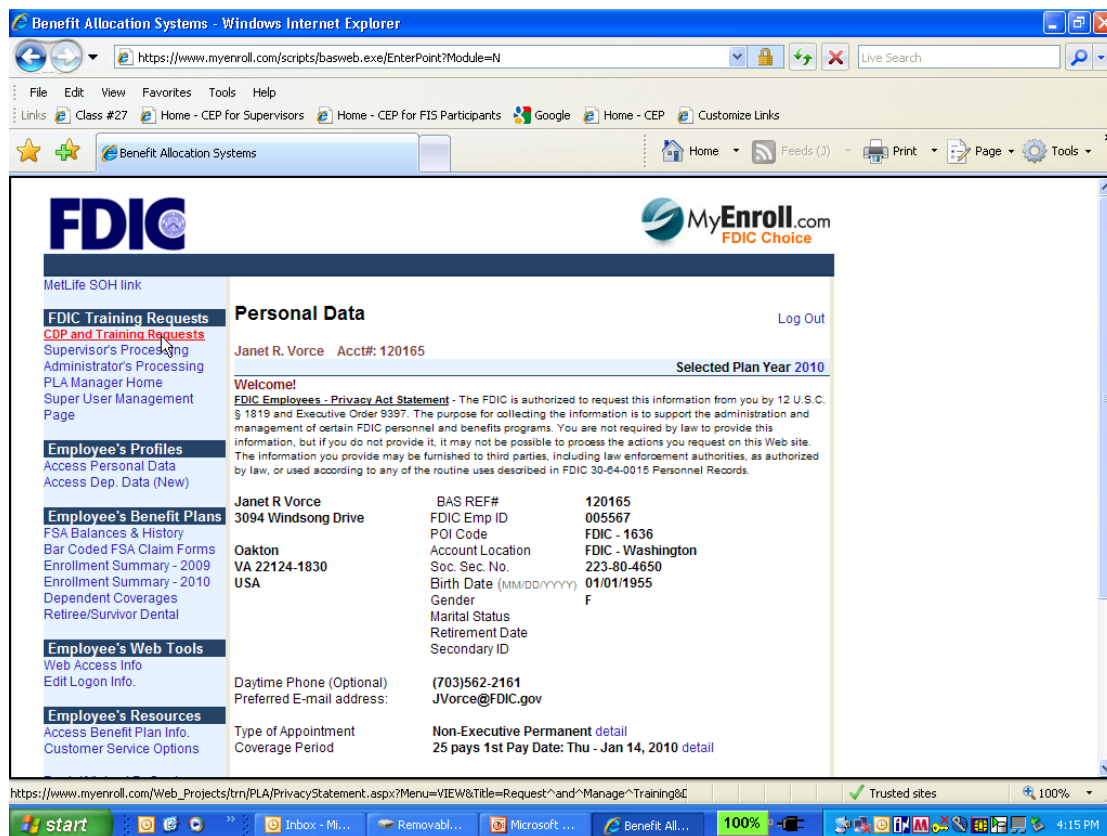 Benefit Allocation Systems - Windows Internet Explorer
https://www.myenroll.com/scripts/basweb.exe/EnterPoint?Module=N
Live Search
File Edit View Favorites Tools Help
Links Class #27 Home - CEP for Supervisors Home - CEP for FIS Participants Google Home - CEP Customize Links
Benefit Allocation Systems
Home Feeds (J) Print Page Tools
FDIC
MyEnroll.com
FDIC Choice
MetLife SOH link
FDIC Training Requests
CDP and Training Requests
Supervisor's Processing
Administrator's Processing
PLA Manager Home
Super User Management
Page
Employee's Profiles
Access Personal Data
Access Dep. Data (New)
Employee's Benefit Plans
FSA Balances & History
Bar Coded FSA Claim Forms
Enrollment Summary - 2009
Enrollment Summary - 2010
Dependent Coverages
Retiree/Survivor Dental
Employee's Web Tools
Web Access Info
Edit Logon Info.
Employee's Resources
Access Benefit Plan Info.
Customer Service Options
Personal Data
Log Out
Janet R. Vorce Acct#: 120165
Selected Plan Year 2010
Welcome!
FDIC Employees - Privacy Act Statement - The FDIC is authorized to request this information from you by 12 U.S.C.
§ 1819 and Executive Order 9397. The purpose for collecting the information is to support the administration and
management of certain FDIC personnel and benefits programs. You are not required by law to provide this
information, but if you do not provide it, it may not be possible to process the actions you request on this Web site.
The information you provide may be furnished to third parties, including law enforcement authorities, as authorized
by law, or used according to any of the routine uses described in FDIC 30-64-0015 Personnel Records.
Janet R Vorce BAS REF# 120165
3094 Windsong Drive FDIC Emp ID 005567
POI Code FDIC - 1636
Oakton Account Location FDIC - Washington
VA 22124-1830 Soc. Sec. No. 223-80-4650
USA Birth Date (MM/DD/YYYY) 01/01/1955
Gender F
Marital Status
Retirement Date
Secondary ID
Daytime Phone (Optional) (703)562-2161
Preferred E-mail address: JVorce@FDIC.gov
Type of Appointment Non-Executive Permanent detail
Coverage Period 25 pays 1st Pay Date: Thu - Jan 14, 2010 detail
https://www.myenroll.com/Web_Projects/trn/PLA/PrivacyStatement.aspx?Menu=VIEW&Title=Request^and^Manage^Training&
Trusted sites 100%
start Inbox - Mi... Removabl... Microsoft ... Benefit All... 100% 4:15 PM